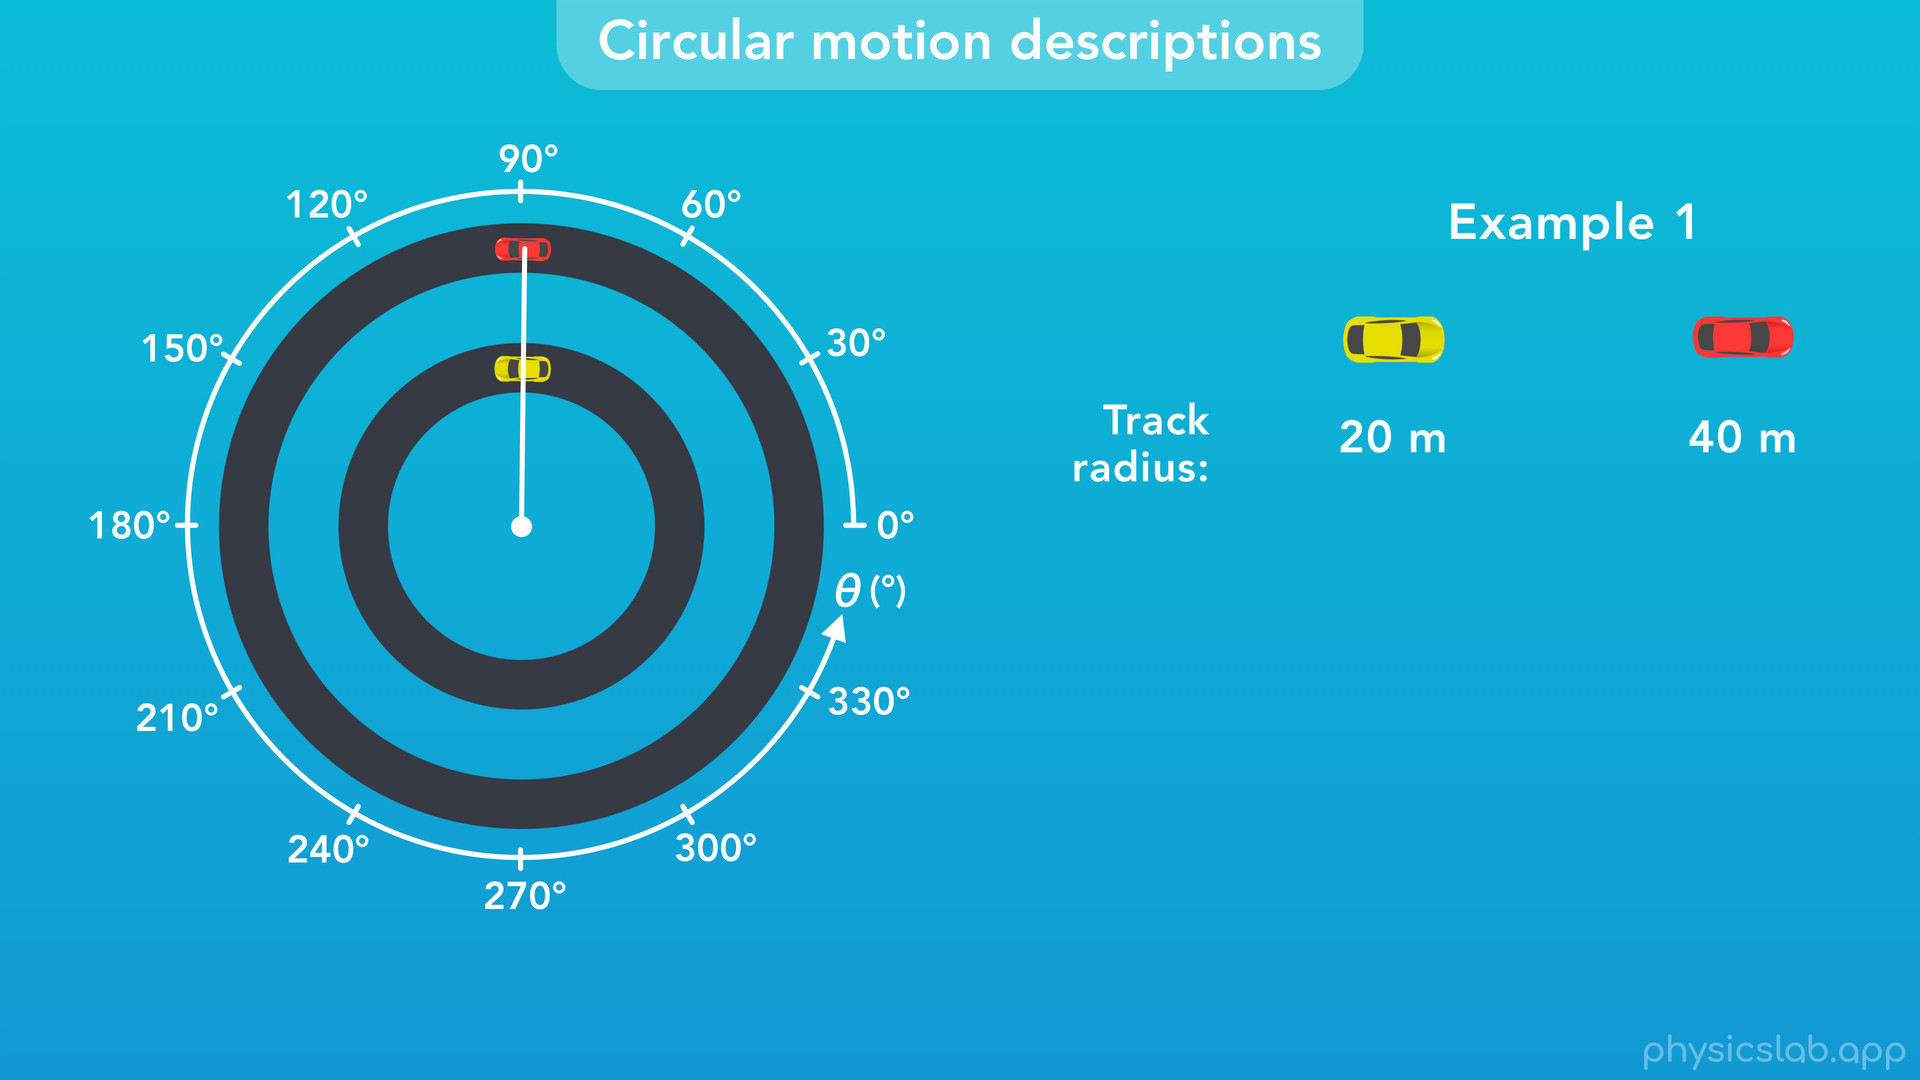 Circular motion descriptions
90°
120°
60°
Example 1
150°
30°
Track
radius:
20 m
40 m
180°
0°
θ (°)
210°
330°
240°
300°
270°
physicslab.app